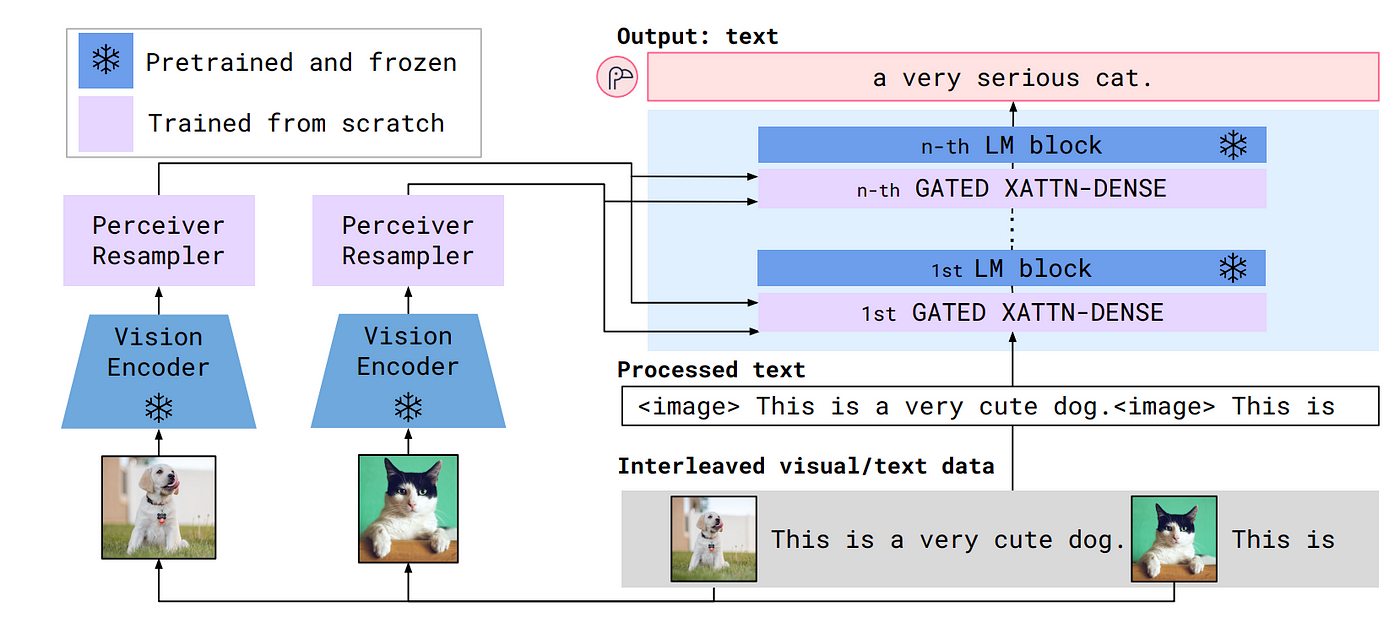 Pretrained and frozen
Trained from scratch
Perceiver
Resampler
Perceiver
Resampler
Vision
Encoder
Vision
Encoder
Output: text
a very serious cat.
n-th LM block
n-th GATED XATTN-DENSE
1st LM block
1st GATED XATTN-DENSE
Processed text
<image> This is a very cute dog.<image> This is
Interleaved visual/text data
This is a very cute dog.
This is